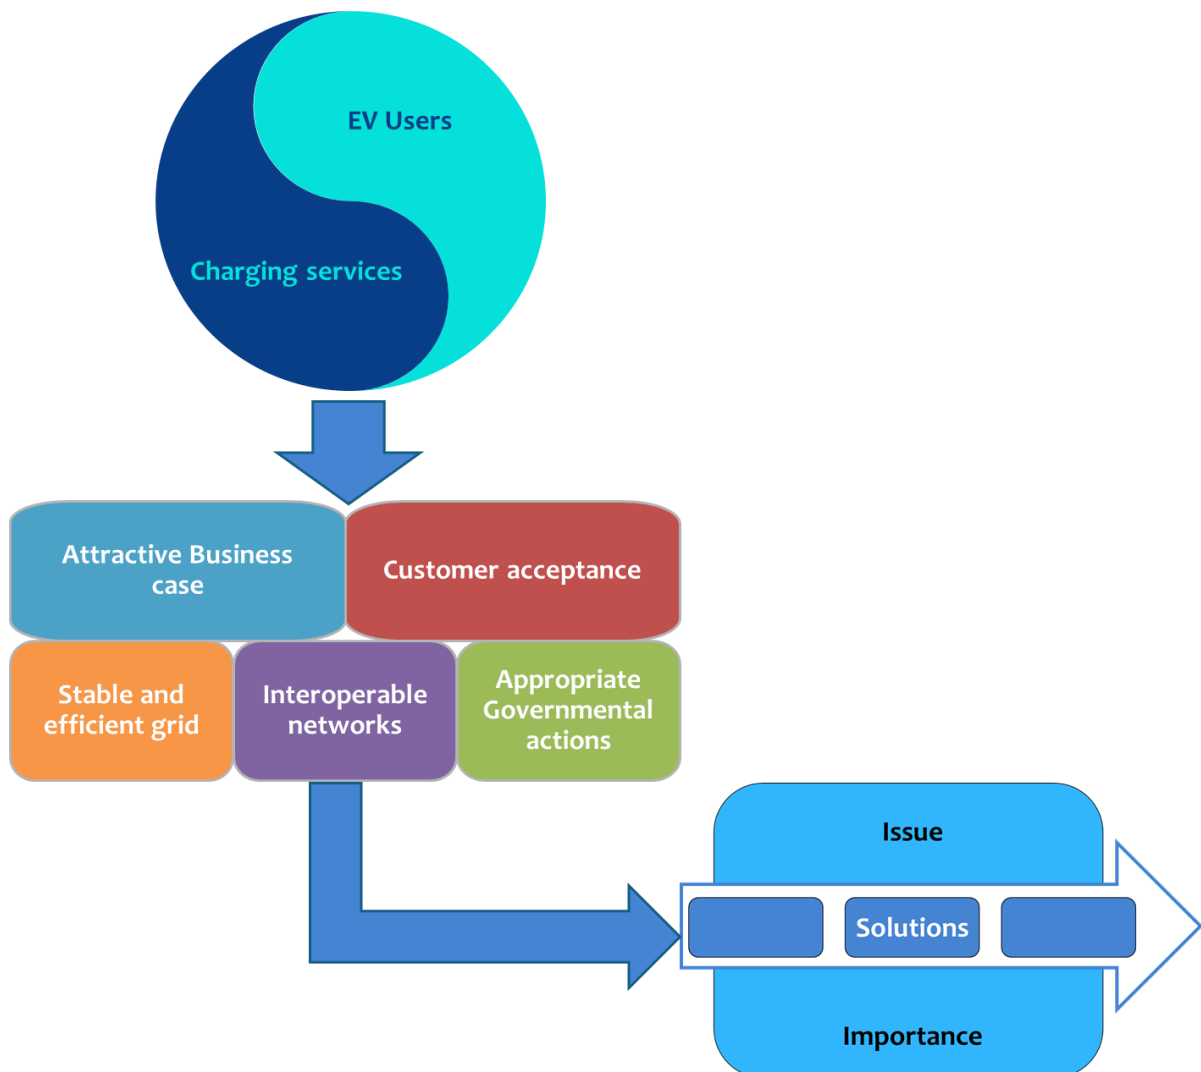 EV Users
Charging services
Attractive Business
case
Customer acceptance
Stable and
efficient grid
Interoperable
networks
Appropriate
Governmental
actions
Issue
Solutions
Importance